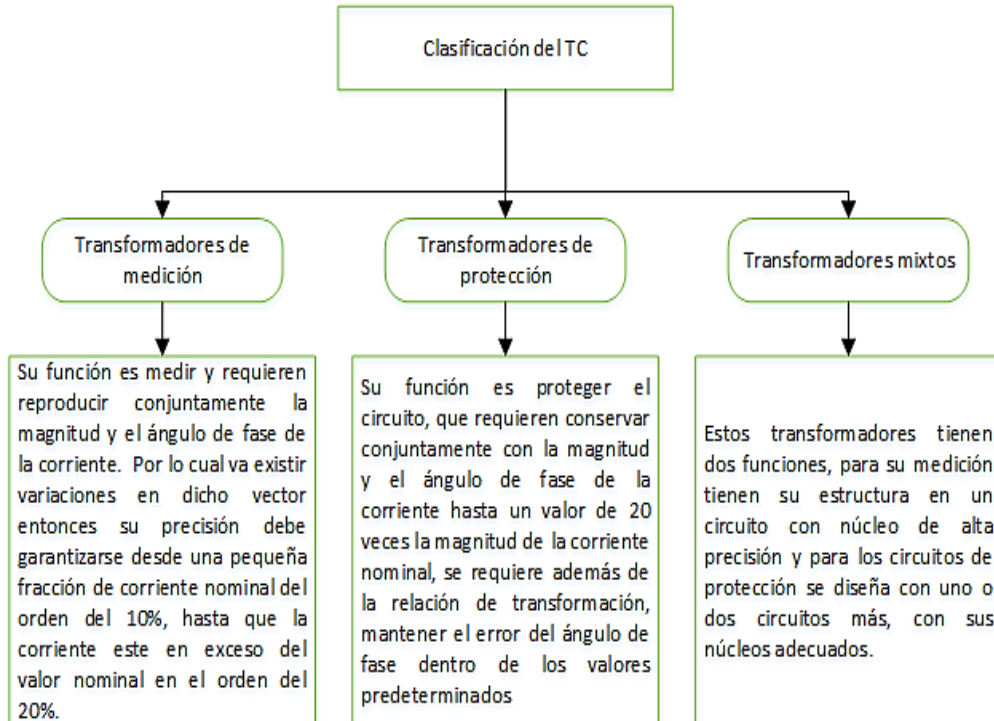 Clasificación del TC
Transformadores de
medición
Transformadores de
protección
Transformadores mixtos
Su función es medir y requieren
reproducir conjuntamente la
magnitud y el ángulo de fase de
la corriente. Por lo cual va existir
variaciones en dicho vector
entonces su precisión debe
garantizarse desde una pequeña
fracción de corriente nominal del
orden del 10%, hasta que la
corriente este en exceso del
valor nominal en el orden del
20%.
Su función es proteger el
circuito, que requieren conservar
conjuntamente con la magnitud
y el ángulo de fase de la
corriente hasta un valor de 20
veces la magnitud de la corriente
nominal, se requiere además de
la relación de transformación,
mantener el error del ángulo de
fase dentro de los valores
predeterminados
Estos transformadores tienen
dos funciones, para su medición
tienen su estructura en un
circuito con núcleo de alta
precisión y para los circuitos de
protección se diseña con uno o
dos circuitos más, con sus
núcleos adecuados.